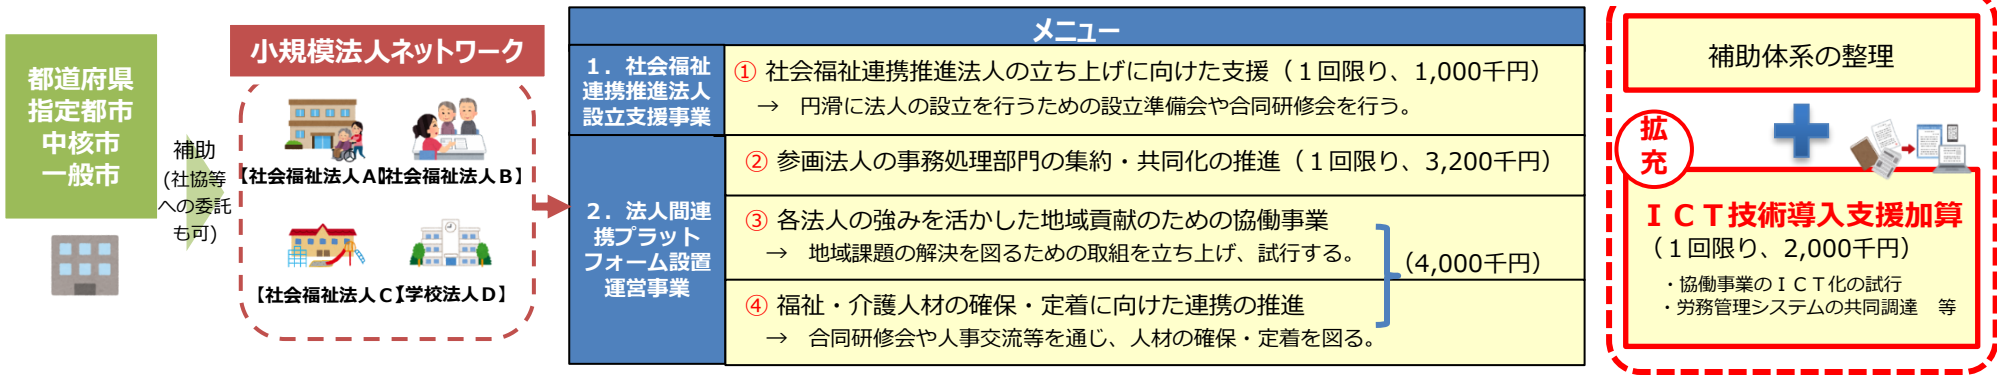 都道府県
指定都市
中核市
一般市
補助
(社協等
への委託
も可)
小規模法人ネットワーク
【社会福祉法人A】
【社会福祉法人B】
【社会福祉法人C】
【学校法人D】
メニュー
１．社会福祉
連携推進法人
設立支援事業
① 社会福祉連携推進法人の立ち上げに向けた支援（１回限り、1,000千円）
→　円滑に法人の設立を行うための設立準備会や合同研修会を行う。
２．法人間連
携プラット
フォーム設置
運営事業
② 参画法人の事務処理部門の集約・共同化の推進（１回限り、3,200千円）
③ 各法人の強みを活かした地域貢献のための協働事業
→　地域課題の解決を図るための取組を立ち上げ、試行する。
（4,000千円）
④ 福祉・介護人材の確保・定着に向けた連携の推進
→　合同研修会や人事交流等を通じ、人材の確保・定着を図る。
補助体系の整理
拡
充
ＩＣＴ技術導入支援加算
（１回限り、2,000千円）
・協働事業のＩＣＴ化の試行
・労務管理システムの共同調達　等